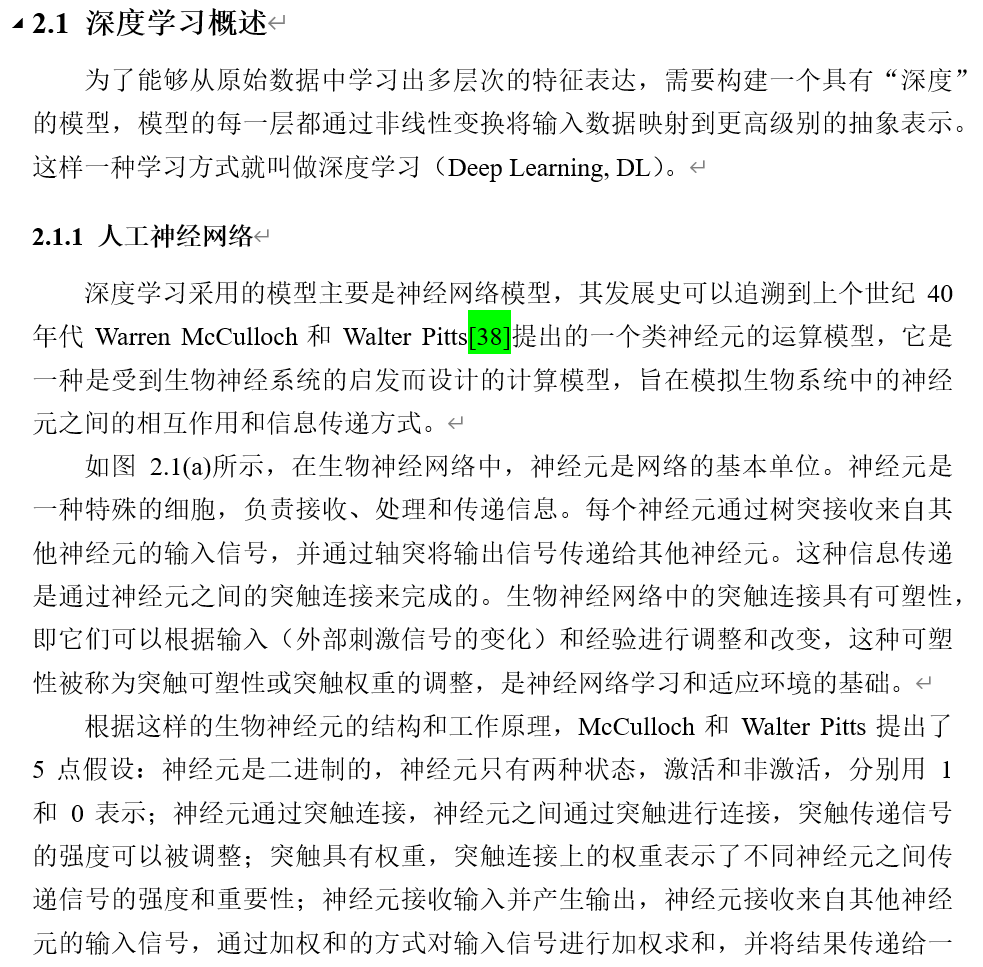 2.1 深度学习概述
为了能够从原始数据中学习出多层次的特征表达，需要构建一个具有“深度”
的模型，模型的每一层都通过非线性变换将输入数据映射到更高级别的抽象表示。
这样一种学习方式就叫做深度学习（Deep Learning, DL）。
2.1.1 人工神经网络
深度学习采用的模型主要是神经网络模型，其发展史可以追溯到上个世纪 40
年代 Warren McCulloch 和 Walter Pitts[38]提出的一个类神经元的运算模型，它是
一种是受到生物神经系统的启发而设计的计算模型，旨在模拟生物系统中的神经
元之间的相互作用和信息传递方式。
如图 2.1(a)所示，在生物神经网络中，神经元是网络的基本单位。神经元是
一种特殊的细胞，负责接收、处理和传递信息。每个神经元通过树突接收来自其
他神经元的输入信号，并通过轴突将输出信号传递给其他神经元。这种信息传递
是通过神经元之间的突触连接来完成的。生物神经网络中的突触连接具有可塑性，
即它们可以根据输入（外部刺激信号的变化）和经验进行调整和改变，这种可塑
性被称为突触可塑性或突触权重的调整，是神经网络学习和适应环境的基础。
根据这样的生物神经元的结构和工作原理，McCulloch 和 Walter Pitts 提出了
5 点假设：神经元是二进制的，神经元只有两种状态，激活和非激活，分别用 1
和 0 表示；神经元通过突触连接，神经元之间通过突触进行连接，突触传递信号
的强度可以被调整；突触具有权重，突触连接上的权重表示了不同神经元之间传
递信号的强度和重要性；神经元接收输入并产生输出，神经元接收来自其他神经
元的输入信号，通过加权和的方式对输入信号进行加权求和，并将结果传递给一